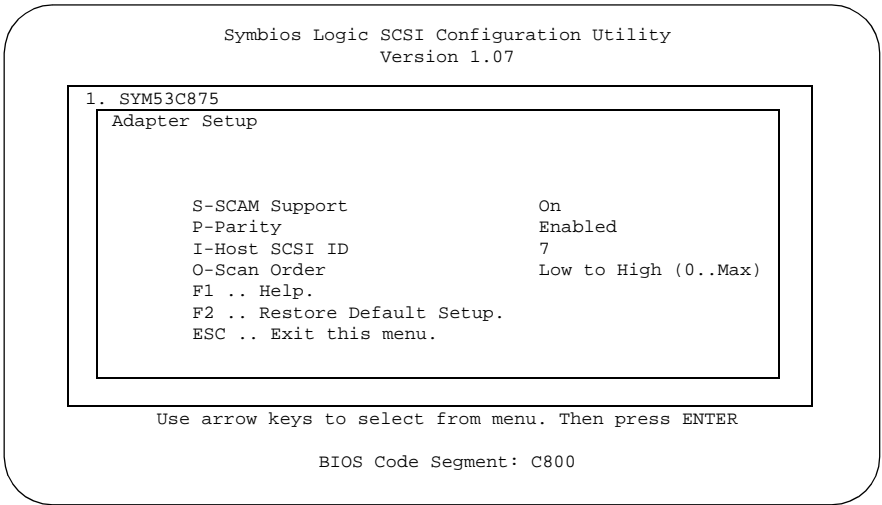 Symbios Logic SCSI Configuration Utility
Version 1.07
1. SYM53C875
Adapter Setup
S-SCAM Support On
P-Parity Enabled
I-Host SCSI ID 7
O-Scan Order Low to High (0..Max)
F1 .. Help.
F2 .. Restore Default Setup.
ESC .. Exit this menu.
Use arrow keys to select from menu. Then press ENTER
BIOS Code Segment: C800